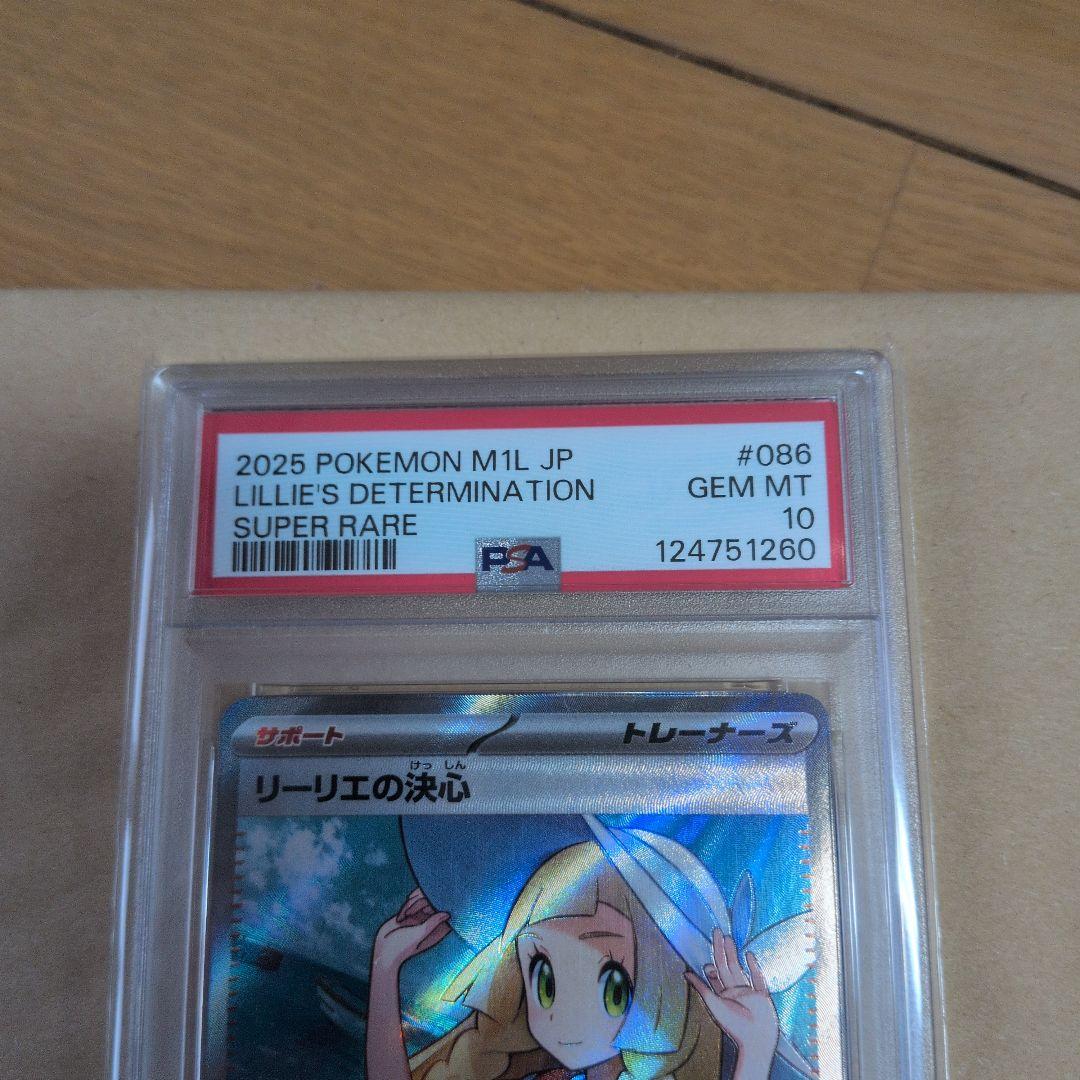 2025 POKEMON M1L JP #086
LILLIE'S DETERMINATION GEM MT
SUPER RARE 10
PSA 124751260
サポート トレーナーズ
けっ しん
リーリエの決心